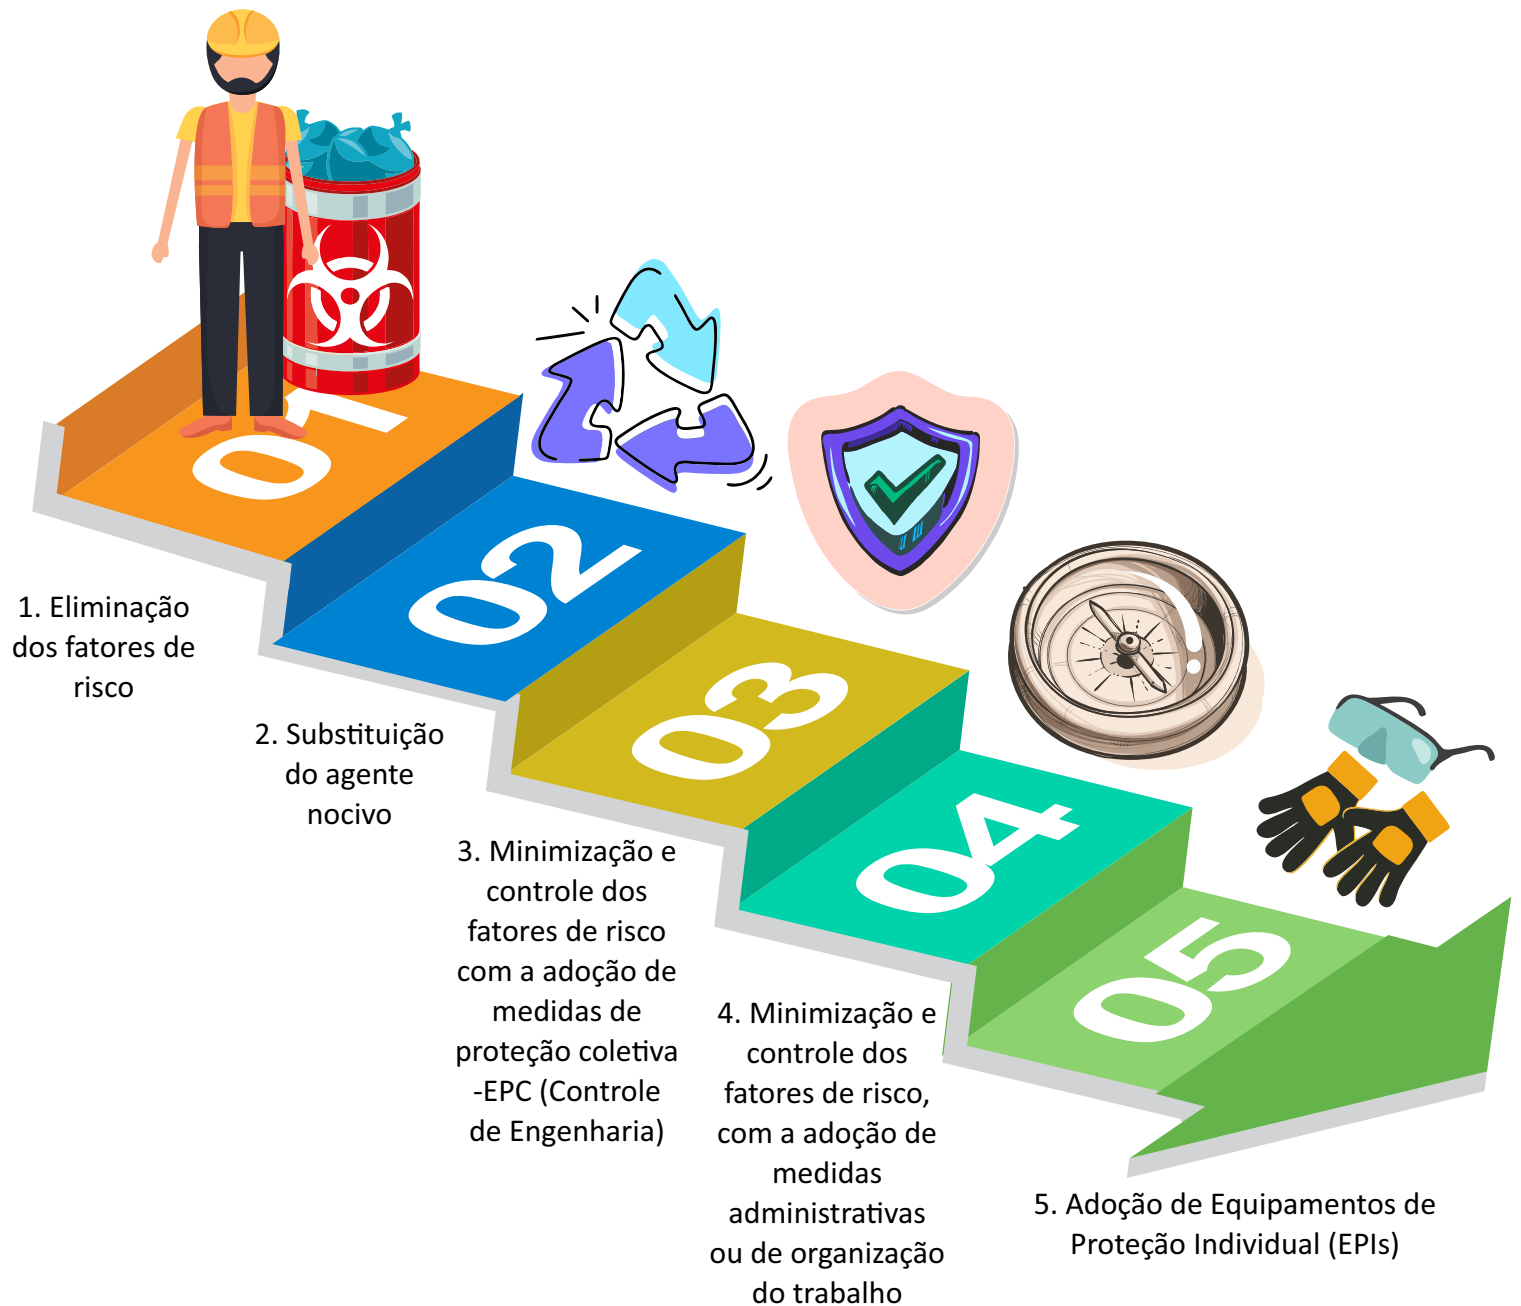 01
02
03
04
05
1. Eliminação
dos fatores de
risco
2. Substituição
do agente
nocivo
3. Minimização e
controle dos
fatores de risco
com a adoção de
medidas de
proteção coletiva
-EPC (Controle
de Engenharia)
4. Minimização e
controle dos
fatores de risco,
com a adoção de
medidas
administrativas
ou de organização
do trabalho
5. Adoção de Equipamentos de
Proteção Individual (EPIs)